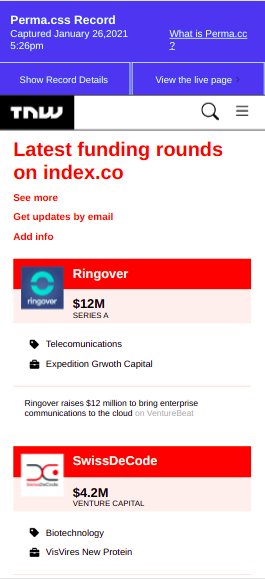 Perma.css Record
Captured January 26,2021
5:26pm
What is Perma.cc
?
Show Record Details
View the live page
TNW
Latest funding rounds
on index.co
See more
Get updates by email
Add info
ringover
Ringover
$12M
SERIES A
Telecomunications
Expedition Grwoth Capital
Ringover raises $12 million to bring enterprise
communications to the cloud on VentureBeat
SwissDeCode
SwissDeCode
$4.2M
VENTURE CAPITAL
Biotechnology
VisVires New Protein